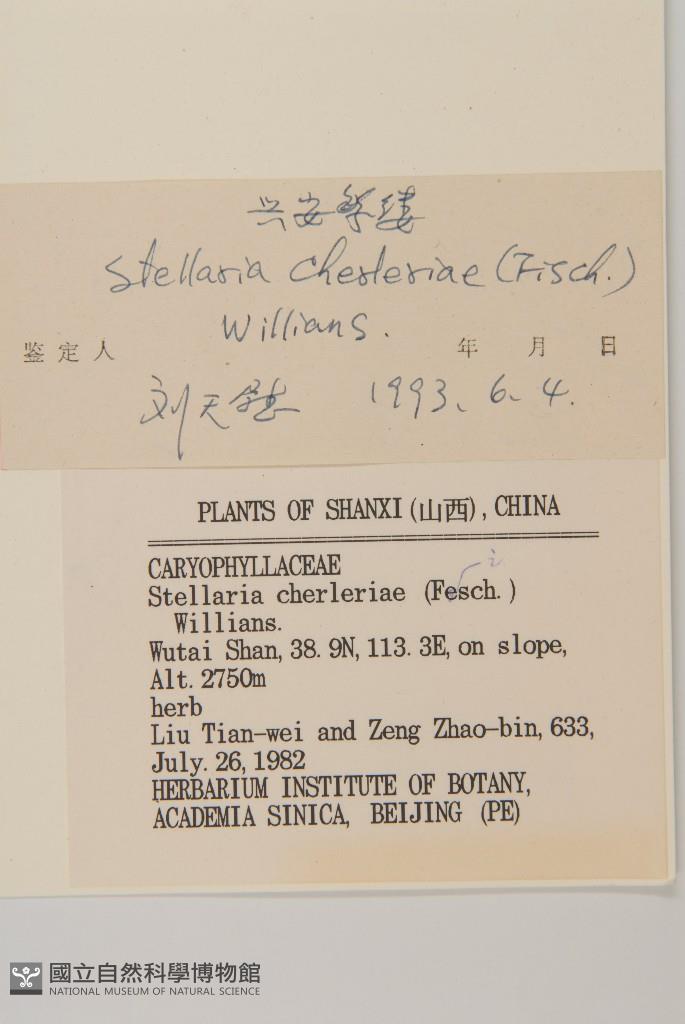 兴安繁缕
Stellaria cherleriae (Fisch.)
Willians.
鉴定人 年 月 日
刘天慰 1993. 6. 4.
PLANTS OF SHANXI (山西), CHINA
CARYOPHYLLACEAE
i
Stellaria cherleriae (Fesch.)
Willians.
Wutai Shan, 38. 9N, 113. 3E, on slope,
Alt. 2750m
herb
Liu Tian-wei and Zeng Zhao-bin, 633,
July. 26, 1982
HERBARIUM INSTITUTE OF BOTANY,
ACADEMIA SINICA, BEIJING (PE)
國立自然科學博物館
NATIONAL MUSEUM OF NATURAL SCIENCE